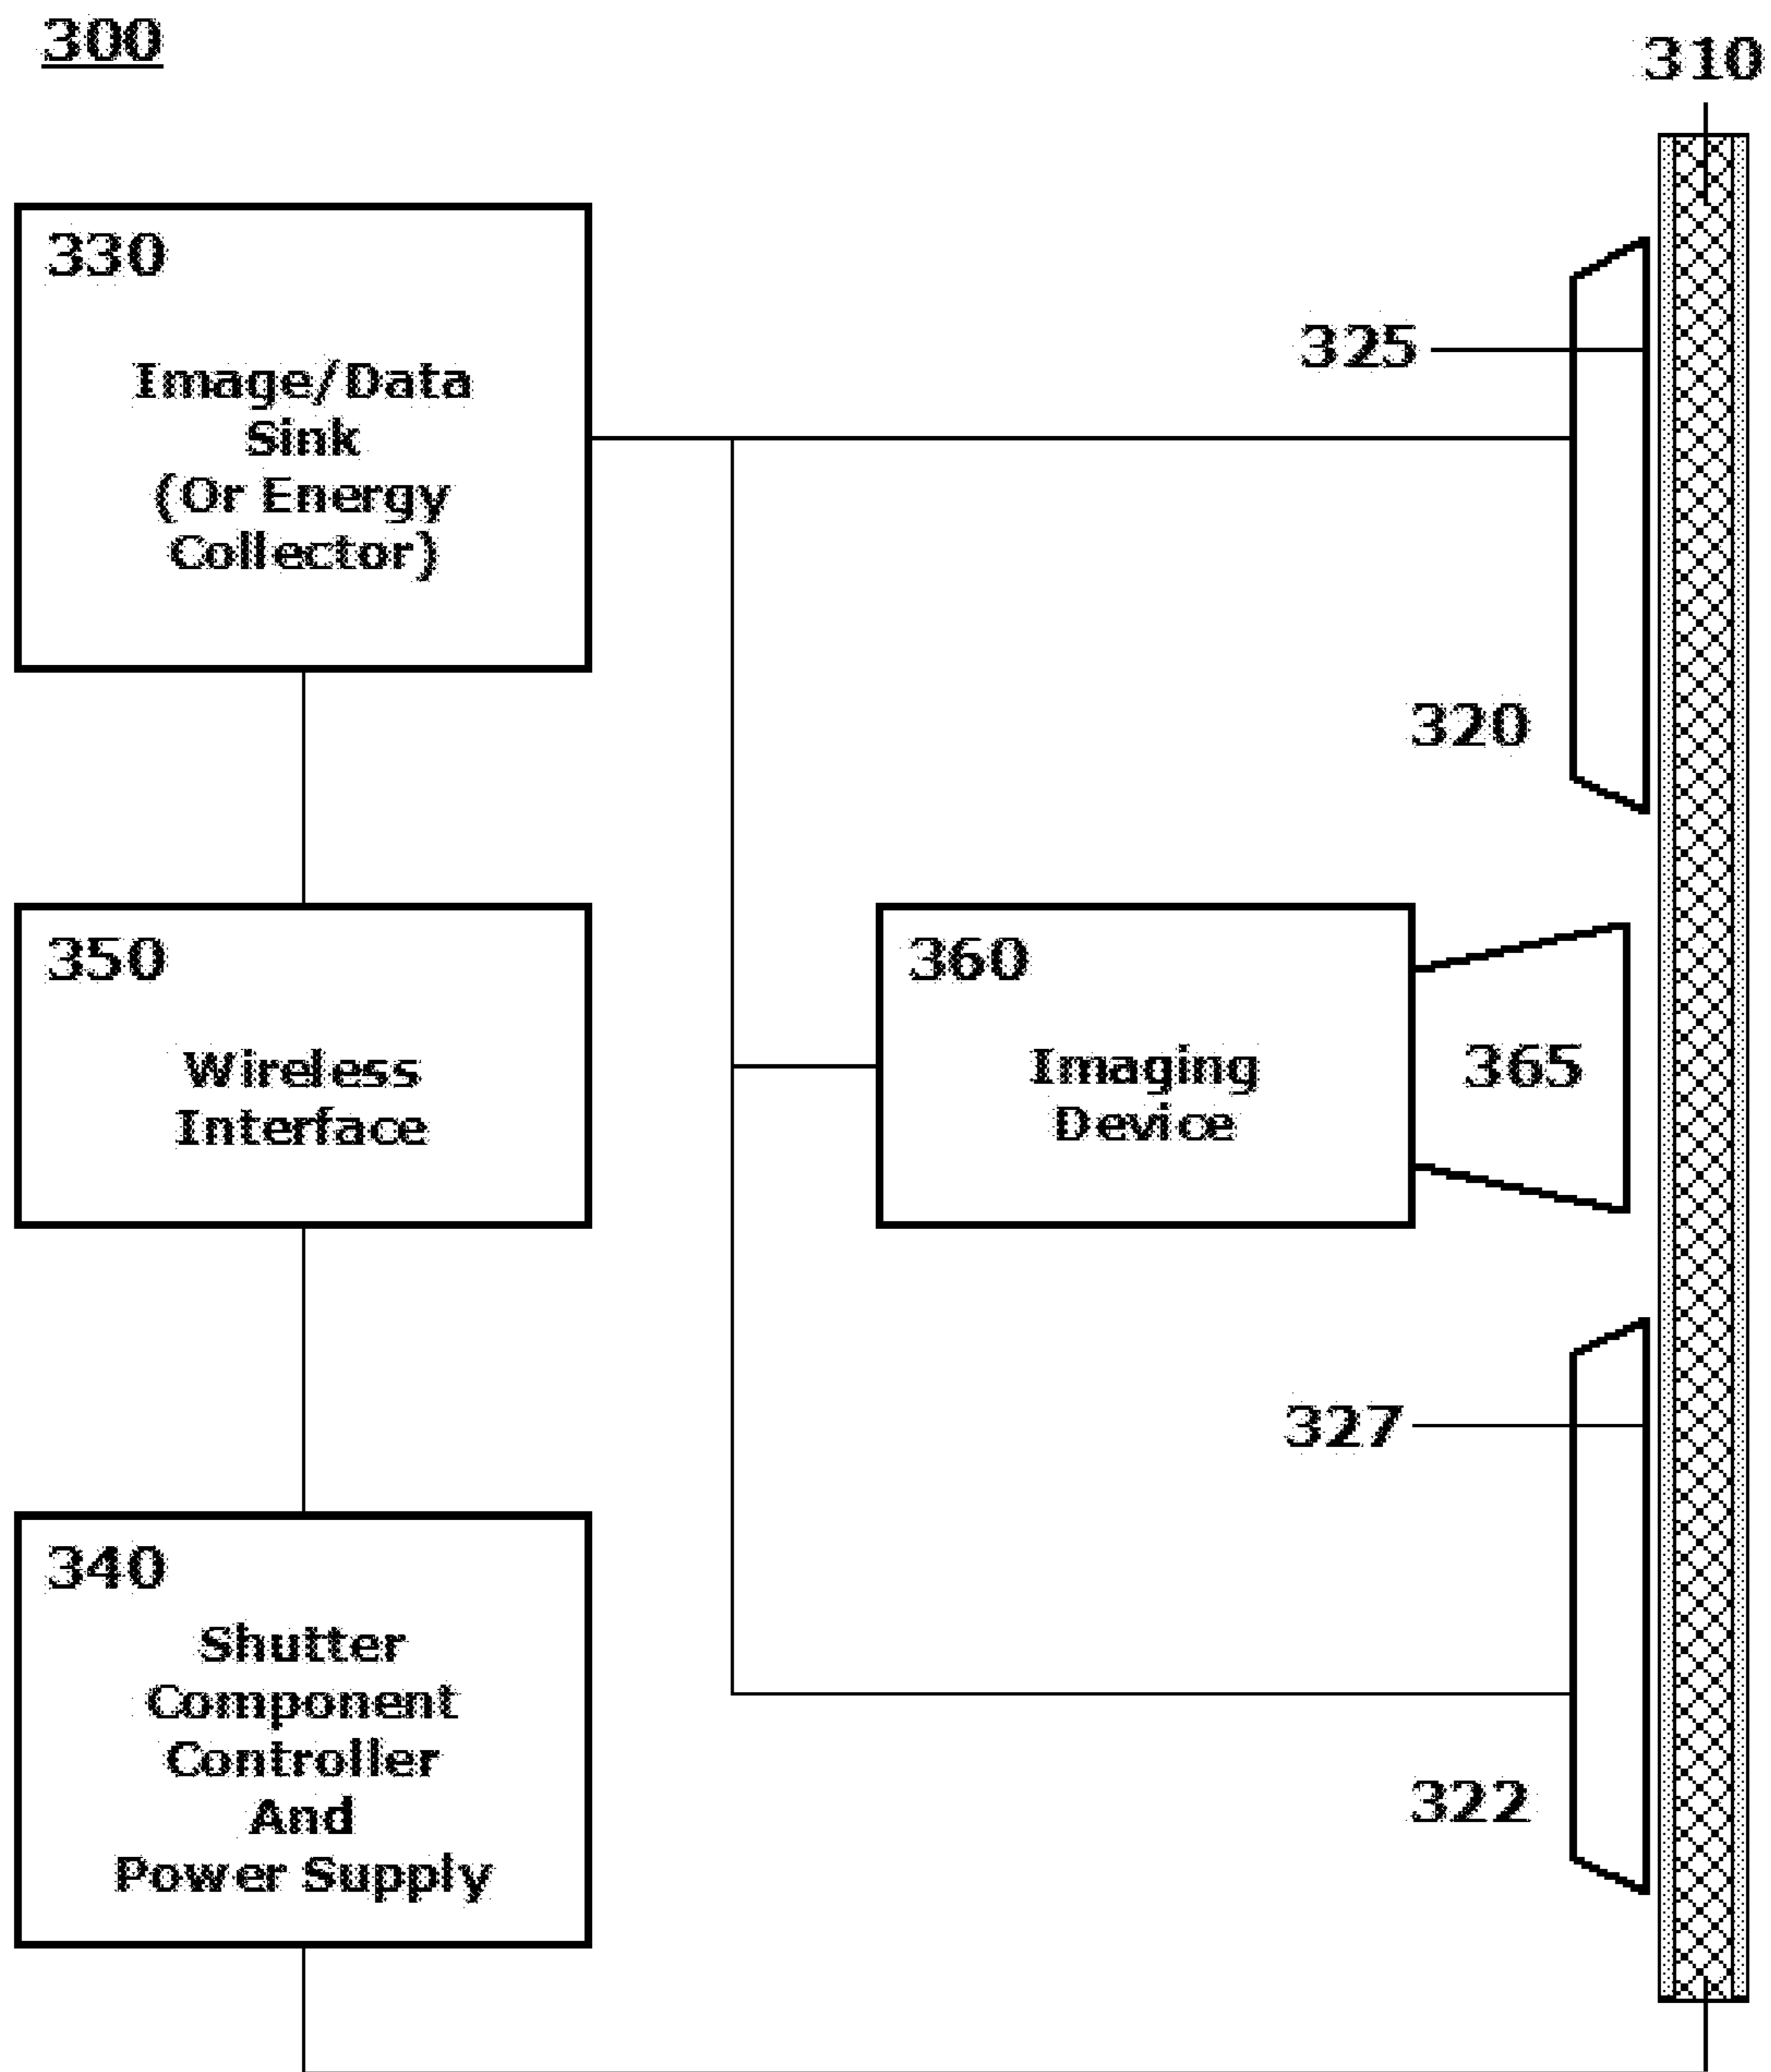 300
310
330
Image/Data
Sink
(Or Energy
Collector)
325
320
350
Wireless
Interface
360
Imaging
Device
365
327
340
Shutter
Component
Controller
And
Power Supply
322